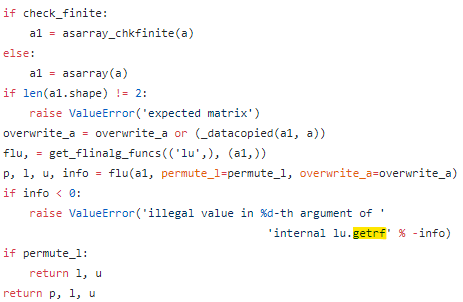 if check_finite:
    a1 = asarray_chkfinite(a)
else:
    a1 = asarray(a)
if len(a1.shape) != 2:
    raise ValueError('expected matrix')
overwrite_a = overwrite_a or (_datacopied(a1, a))
flu, = get_flinalg_funcs(('lu',), (a1,))
p, l, u, info = flu(a1, permute_l=permute_l, overwrite_a=overwrite_a)
if info < 0:
    raise ValueError('illegal value in %d-th argument of '
                                     'internal lu.getrf' % -info)
if permute_l:
    return l, u
return p, l, u